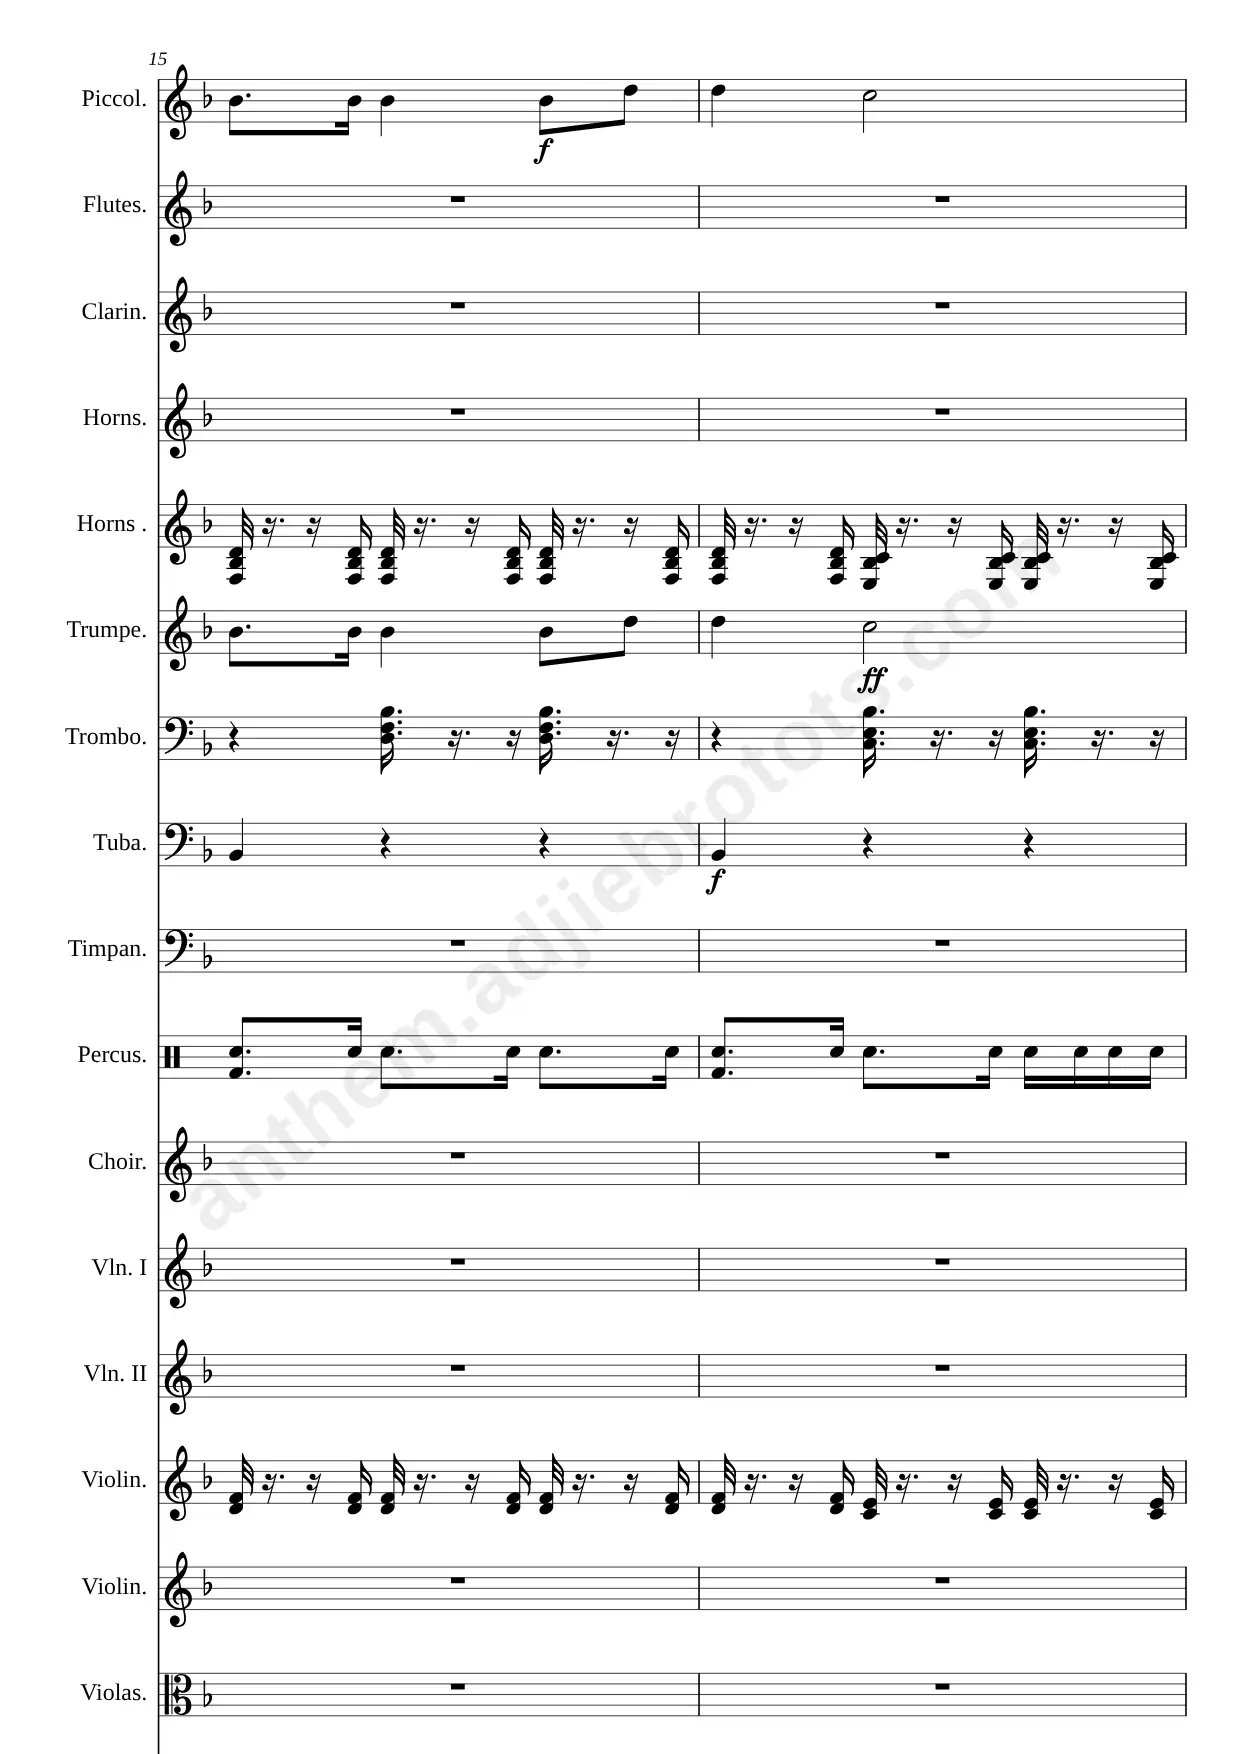 15
Piccol.
f
Flutes.
Clarin.
Horns.
Horns .
Trumpe.
ff
Trombo.
Tuba.
f
Timpan.
Percus.
Choir.
Vln. I
Vln. II
Violin.
Violin.
Violas.
anthem.adjiebrotots.com